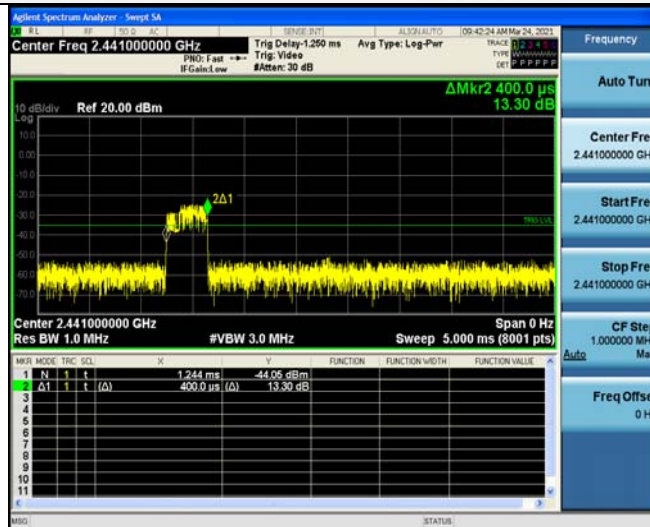 Agilent Spectrum Analyzer - Swept SA
RL RF 50 Ω AC SENSE:INT ALIGNAUTO 09:42:24 AM Mar 24, 2021
Center Freq 2.441000000 GHz
PNO: Fast
IFGain:Low
Trig Delay-1.250 ms
Trig: Video
#Atten: 30 dB
Avg Type: Log-Pwr
TRACE 1 2 3 4 5 6
TYPE
DET P P P P P P
ΔMkr2 400.0 µs
13.30 dB
10 dB/div Ref 20.00 dBm
Log
10.0
0.00
-10.0
-20.0
-30.0
-40.0
-50.0
-60.0
-70.0
2Δ1
TRIG LVL
Center 2.441000000 GHz Span 0 Hz
Res BW 1.0 MHz #VBW 3.0 MHz Sweep 5.000 ms (8001 pts)
MKR MODE TRC SCL X Y FUNCTION FUNCTION WIDTH FUNCTION VALUE
1 N 1 t 1.244 ms -44.05 dBm
2 Δ1 1 t (Δ) 400.0 µs (Δ) 13.30 dB
3
4
5
6
7
8
9
10
11
MSG STATUS
Frequency
Auto Tun
Center Fre
2.441000000 GH
Start Fre
2.441000000 GH
Stop Fre
2.441000000 GH
CF Ste
1.000000 MH
Auto Ma
Freq Offse
0 H